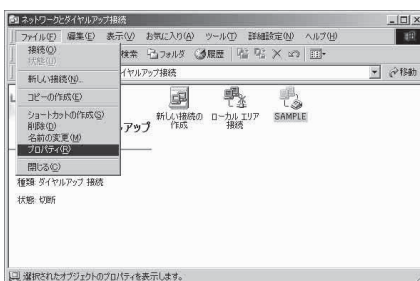 ネットワークとダイヤルアップ接続
ファイル(F) 編集(E) 表示(V) お気に入り(A) ツール(T) 詳細設定(N) ヘルプ(H)
接続(O)
状態(U)
新しい接続(N)...
コピーの作成(C)
ショートカットの作成(S)
削除(D)
名前の変更(M)
プロパティ(R)
閉じる(C)
検索 フォルダ 履歴
イヤルアップ接続
移動
アップ
新しい接続の作成
ローカル エリア接続
SAMPLE
種類: ダイヤルアップ 接続
状態: 切断
選択されたオブジェクトのプロパティを表示します。